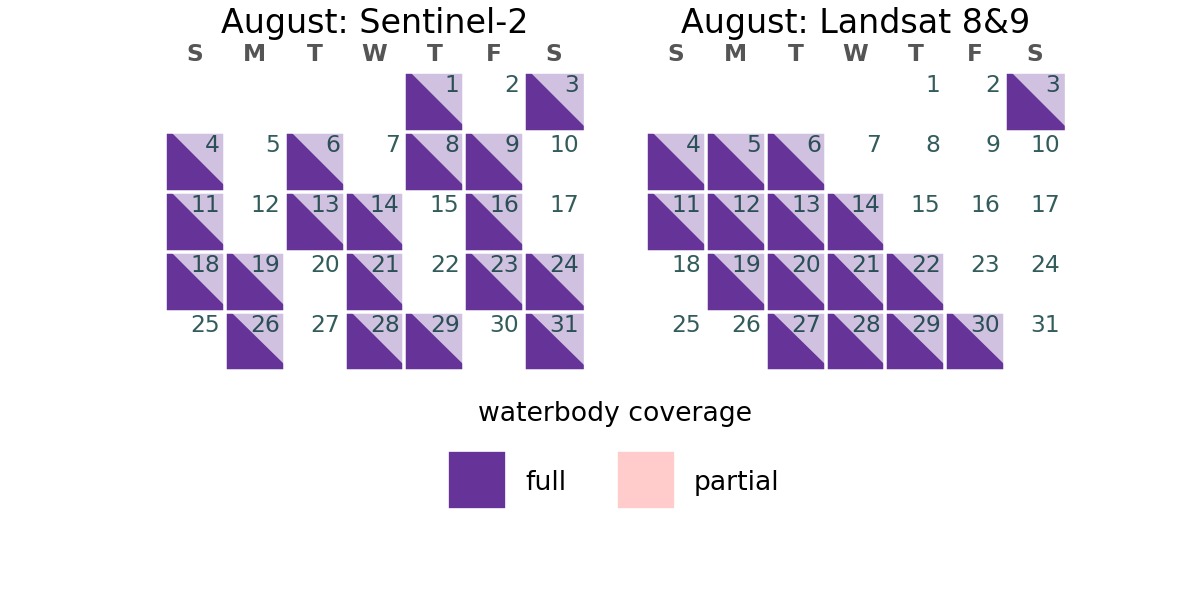 August: Sentinel-2
S M T W T F S
1 2 3
4 5 6 7 8 9 10
11 12 13 14 15 16 17
18 19 20 21 22 23 24
25 26 27 28 29 30 31
August: Landsat 8&9
S M T W T F S
1 2 3
4 5 6 7 8 9 10
11 12 13 14 15 16 17
18 19 20 21 22 23 24
25 26 27 28 29 30 31
waterbody coverage
full partial